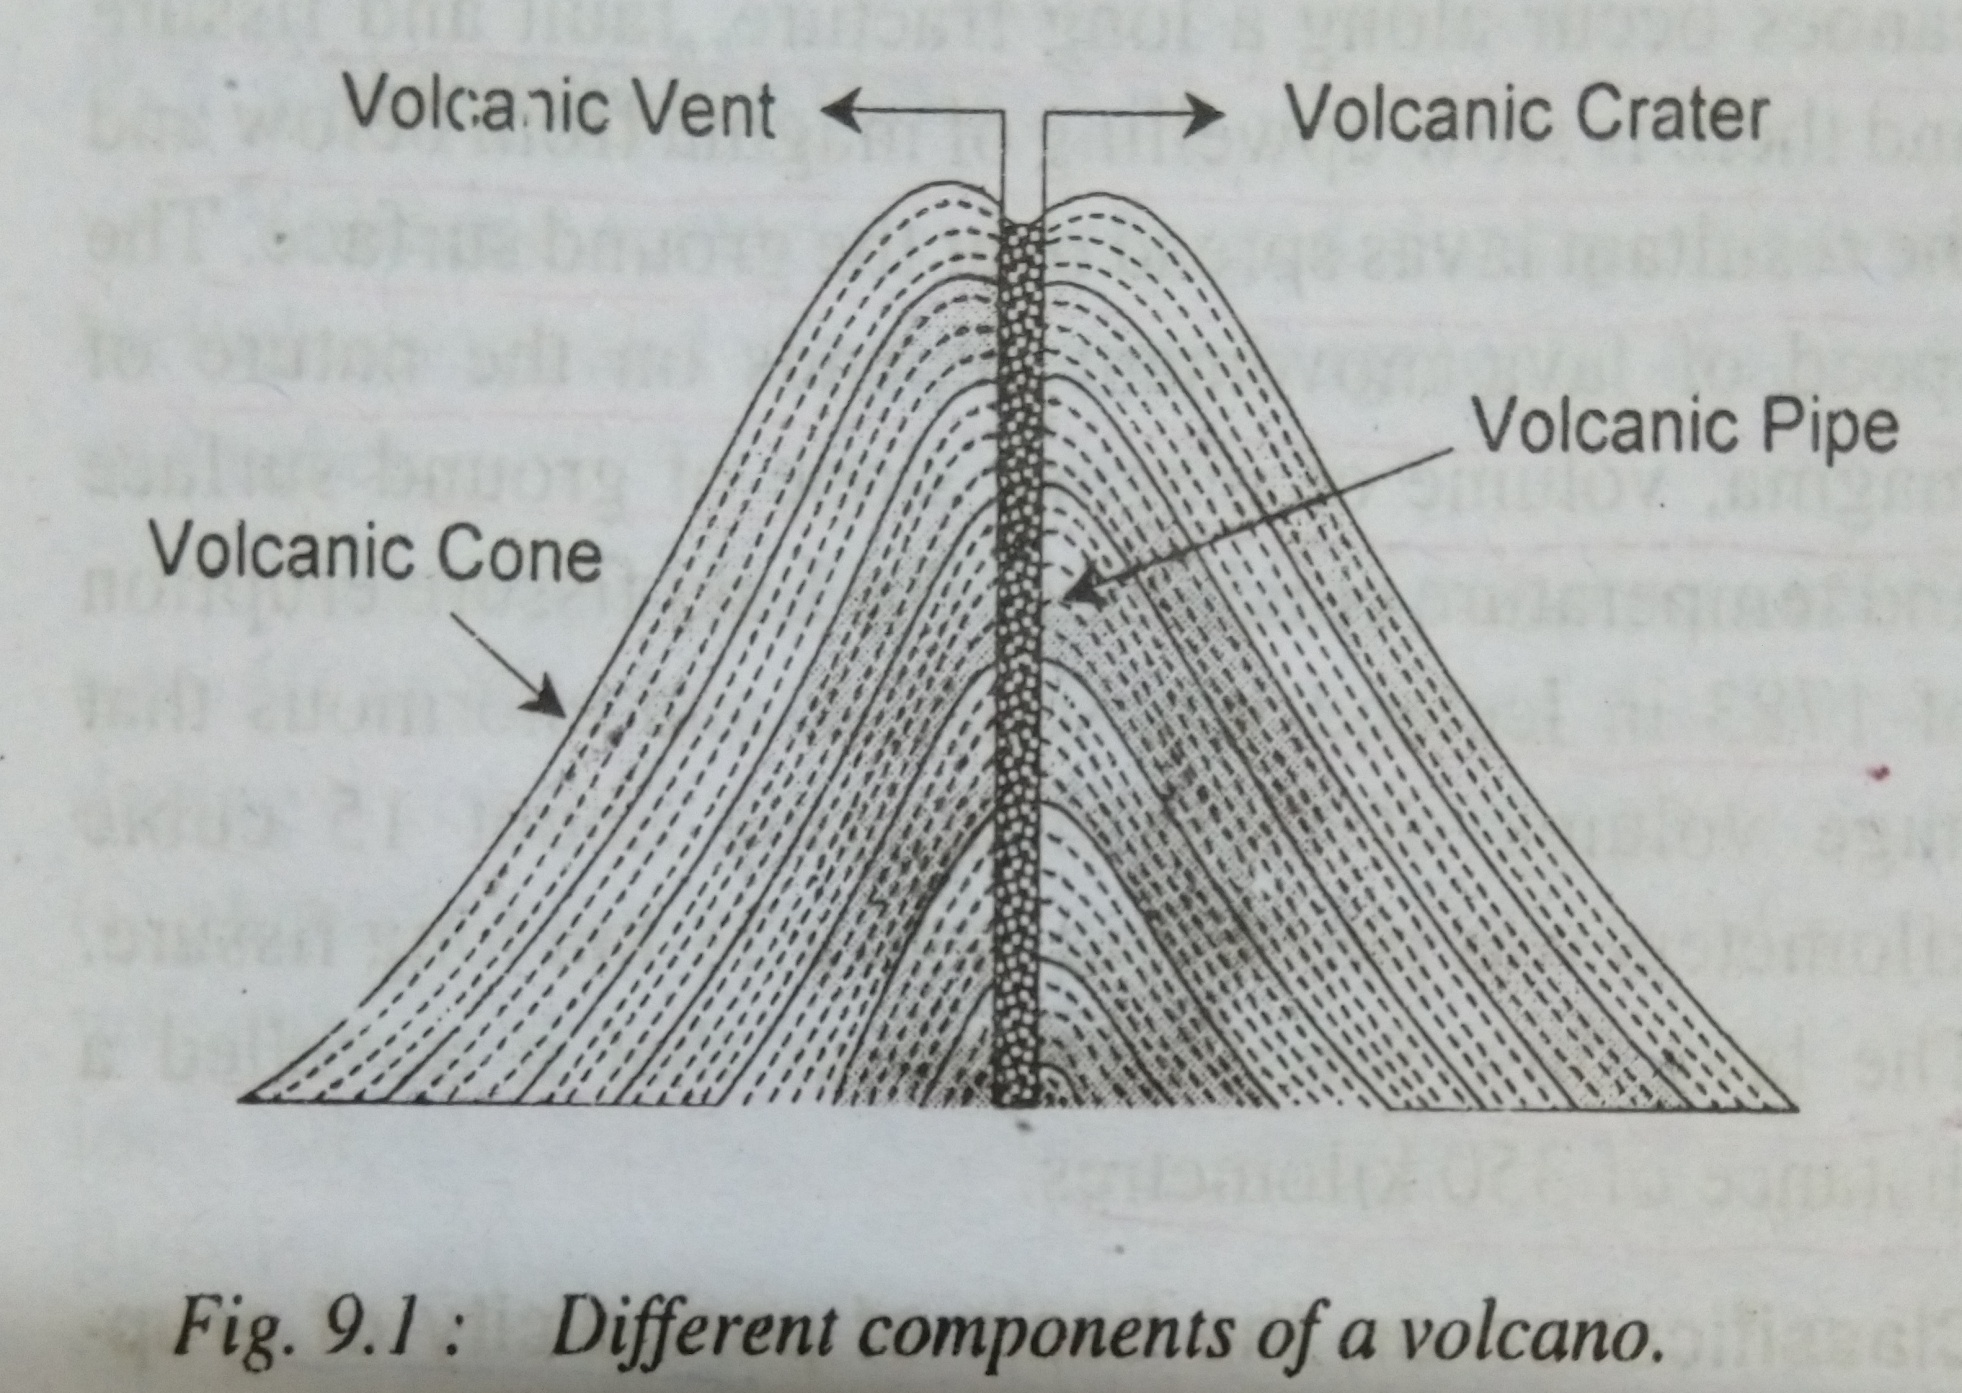 Volcanic Vent
Volcanic Crater
Volcanic Pipe
Volcanic Cone
Fig. 9.1 : Different components of a volcano.